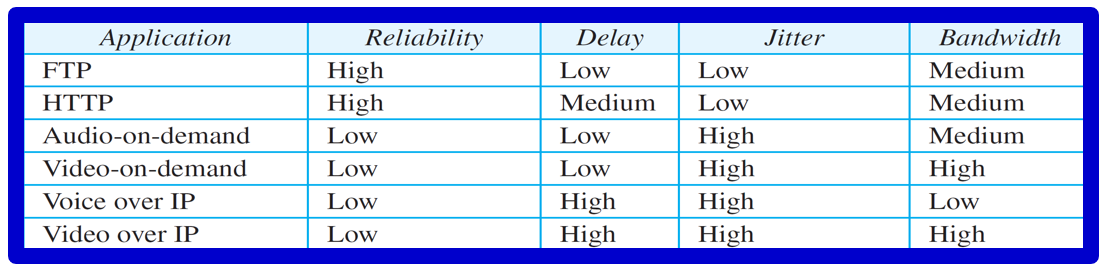 Application Reliability Delay Jitter Bandwidth
FTP High Low Low Medium
HTTP High Medium Low Medium
Audio-on-demand Low Low High Medium
Video-on-demand Low Low High High
Voice over IP Low High High Low
Video over IP Low High High High